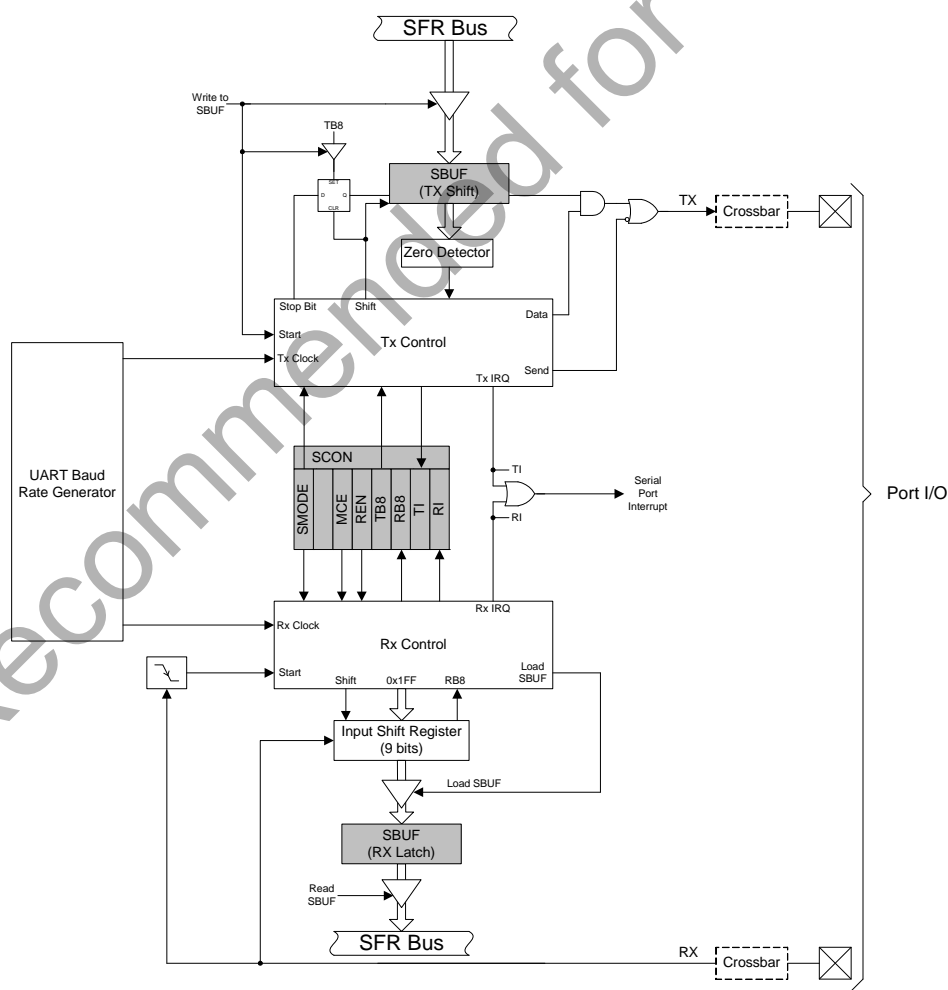 SFR Bus
Write to
SBUF
TB8
SET
D
Q
CLR
SBUF
(TX Shift)
TX
Crossbar
Zero Detector
Stop Bit
Shift
Data
Start
Tx Control
Tx Clock
Send
Tx IRQ
UART Baud
Rate Generator
SCON
SMODE
MCE
REN
TB8
RB8
TI
RI
TI
RI
Serial
Port
Interrupt
Port I/O
Rx IRQ
Rx Clock
Rx Control
Start
Load
SBUF
Shift
0x1FF
RB8
Input Shift Register
(9 bits)
Load SBUF
SBUF
(RX Latch)
Read
SBUF
SFR Bus
RX
Crossbar
ecommended for